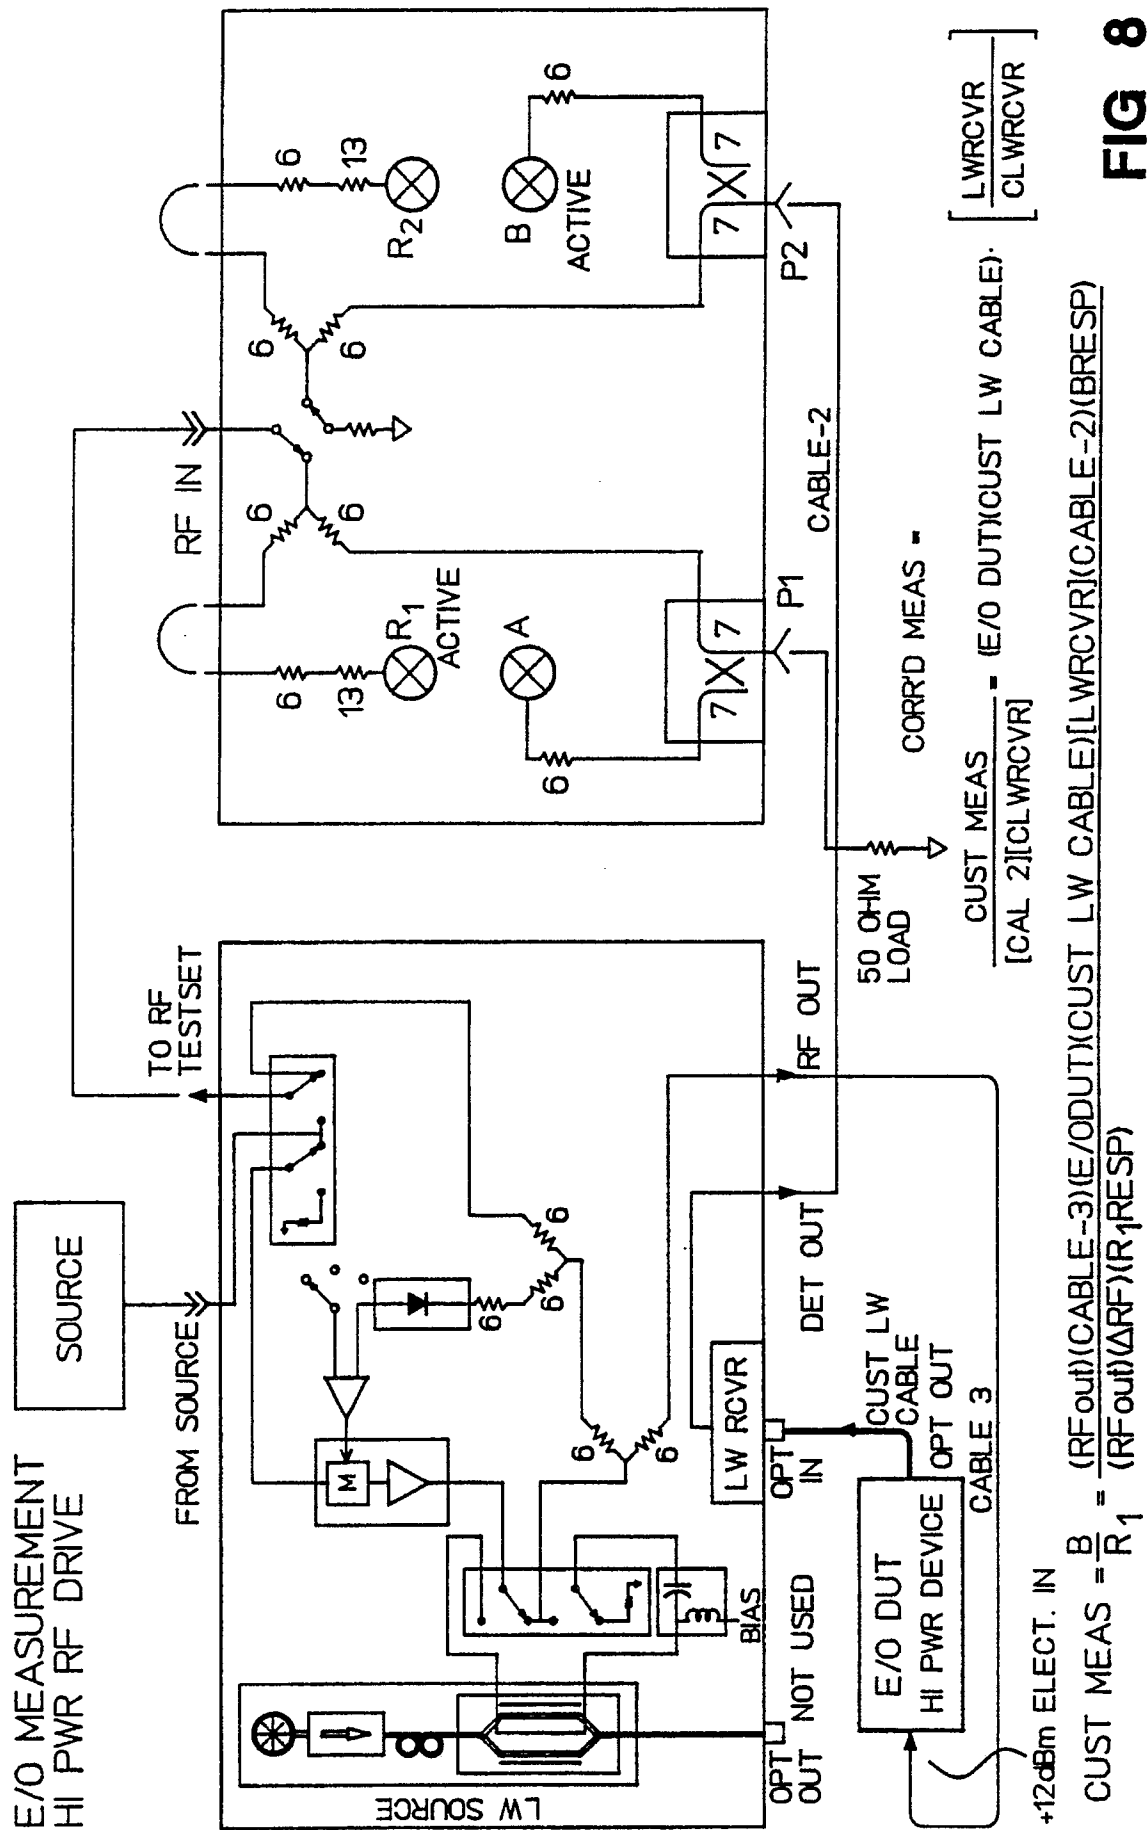 E/O MEASUREMENT
HI PWR RF DRIVE
SOURCE
FROM SOURCE
TO RF
TESTSET
M
6
6
6
6
6
LW SOURCE
BIAS
OPT
OUT
NOT USED
LW RCVR
OPT
IN
DET OUT
RF OUT
CUST LW
CABLE
OPT OUT
E/O DUT
HI PWR DEVICE
CABLE 3
+12dBm ELECT. IN
RF IN
6
6
6
6
6
13
R1
ACTIVE
A
6
7
7
P1
6
13
R2
B
ACTIVE
6
7
7
P2
CABLE-2
50 OHM
LOAD
CORR'D MEAS =
CUST MEAS
[CAL 2][CLWRCVR]
= (E/O DUT)(CUST LW CABLE)·
[LWRCVR
CLWRCVR]
CUST MEAS = B
R1
= (RFout)(CABLE-3)(E/ODUT)(CUST LW CABLE)[LWRCVR](CABLE-2)(BRESP)
(RFout)(ΔRF)(R1RESP)
FIG 8